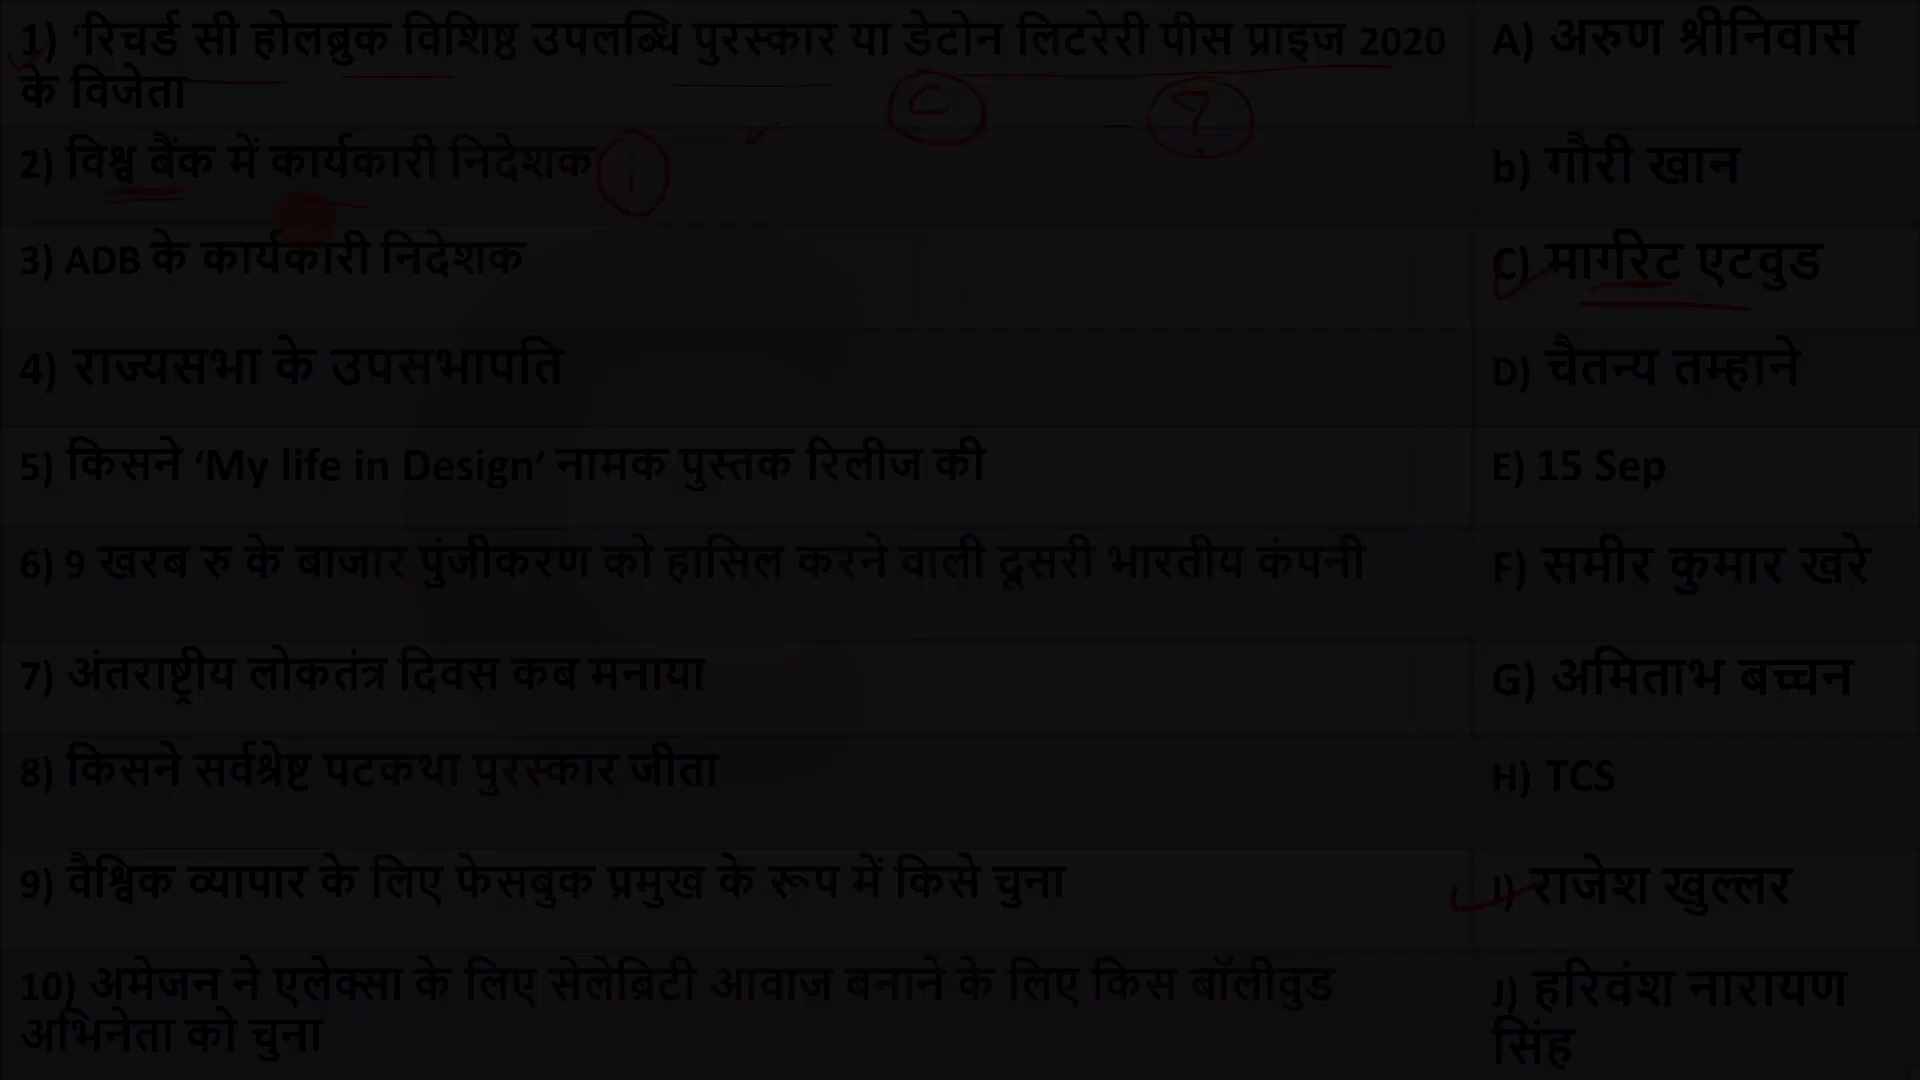 1) ‘रिचर्ड सी होलब्रुक विशिष्ठ उपलब्धि पुरस्कार या डेटोन लिटरेरी पीस प्राइज 2020
के विजेता
A) अरुण श्रीनिवास
C
?
2) विश्व बैंक में कार्यकारी निदेशक
i
b) गौरी खान
3) ADB के कार्यकारी निदेशक
C) मार्गरेट एटवुड
4) राज्यसभा के उपसभापति
D) चैतन्य तम्हाने
5) किसने ‘My life in Design’ नामक पुस्तक रिलीज की
E) 15 Sep
6) 9 खरब रु के बाजार पुंजीकरण को हासिल करने वाली दूसरी भारतीय कंपनी
F) समीर कुमार खरे
7) अंतराष्ट्रीय लोकतंत्र दिवस कब मनाया
G) अमिताभ बच्चन
8) किसने सर्वश्रेष्ट पटकथा पुरस्कार जीता
H) TCS
9) वैश्विक व्यापार के लिए फेसबुक प्रमुख के रूप में किसे चुना
I) राजेश खुल्लर
10) अमेजन ने एलेक्सा के लिए सेलेब्रिटी आवाज बनाने के लिए किस बॉलीवुड
अभिनेता को चुना
J) हरिवंश नारायण
सिंह